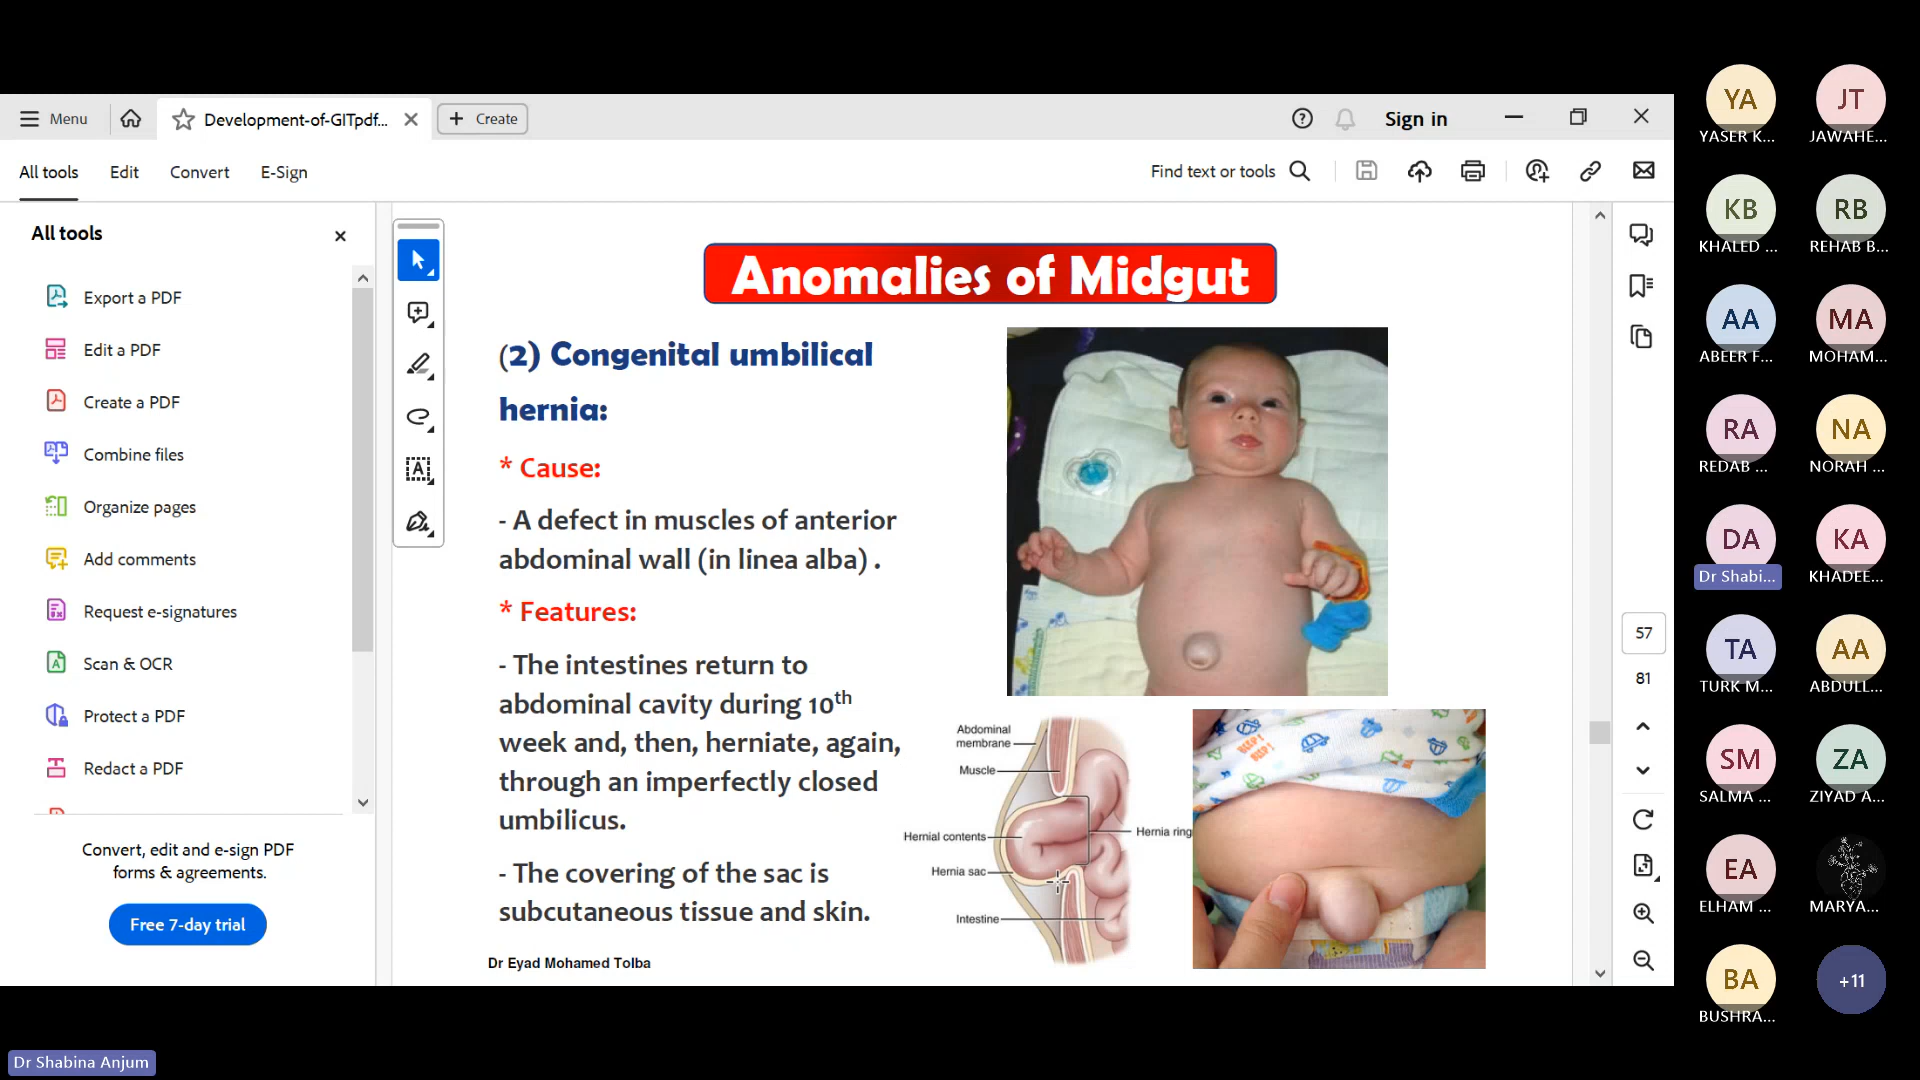 Menu
Development-of-GITpdf...
Create
Sign in
All tools
Edit
Convert
E-Sign
Find text or tools
All tools
Export a PDF
Edit a PDF
Create a PDF
Combine files
Organize pages
Add comments
Request e-signatures
Scan & OCR
Protect a PDF
Redact a PDF
Convert, edit and e-sign PDF
forms & agreements.
Free 7-day trial
Anomalies of Midgut
(2) Congenital umbilical
hernia:
* Cause:
- A defect in muscles of anterior
abdominal wall (in linea alba) .
* Features:
- The intestines return to
abdominal cavity during 10th
week and, then, herniate, again,
through an imperfectly closed
umbilicus.
- The covering of the sac is
subcutaneous tissue and skin.
Dr Eyad Mohamed Tolba
Abdominal
membrane
Muscle
Hernial contents
Hernia ring
Hernia sac
Intestine
BEEP!
BEEP!
57
81
YA
YASER K...
JT
JAWAHE...
KB
KHALED ...
RB
REHAB B...
AA
ABEER F...
MA
MOHAM...
RA
REDAB ...
NA
NORAH ...
DA
Dr Shabi...
KA
KHADEE...
TA
TURK M...
AA
ABDULL...
SM
SALMA ...
ZA
ZIYAD A...
EA
ELHAM ...
MARYA...
BA
BUSHRA...
+11
Dr Shabina Anjum